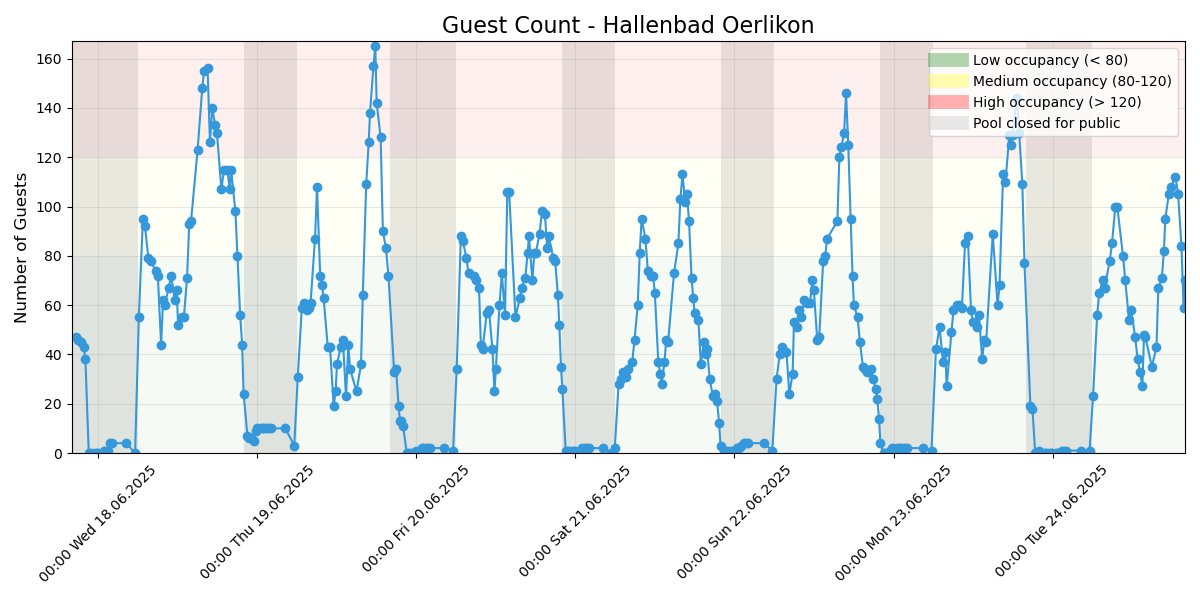 Guest Count - Hallenbad Oerlikon
Number of Guests
160
140
120
100
80
60
40
20
0
Low occupancy (< 80)
Medium occupancy (80-120)
High occupancy (> 120)
Pool closed for public
00:00 Wed 18.06.2025
00:00 Thu 19.06.2025
00:00 Fri 20.06.2025
00:00 Sat 21.06.2025
00:00 Sun 22.06.2025
00:00 Mon 23.06.2025
00:00 Tue 24.06.2025